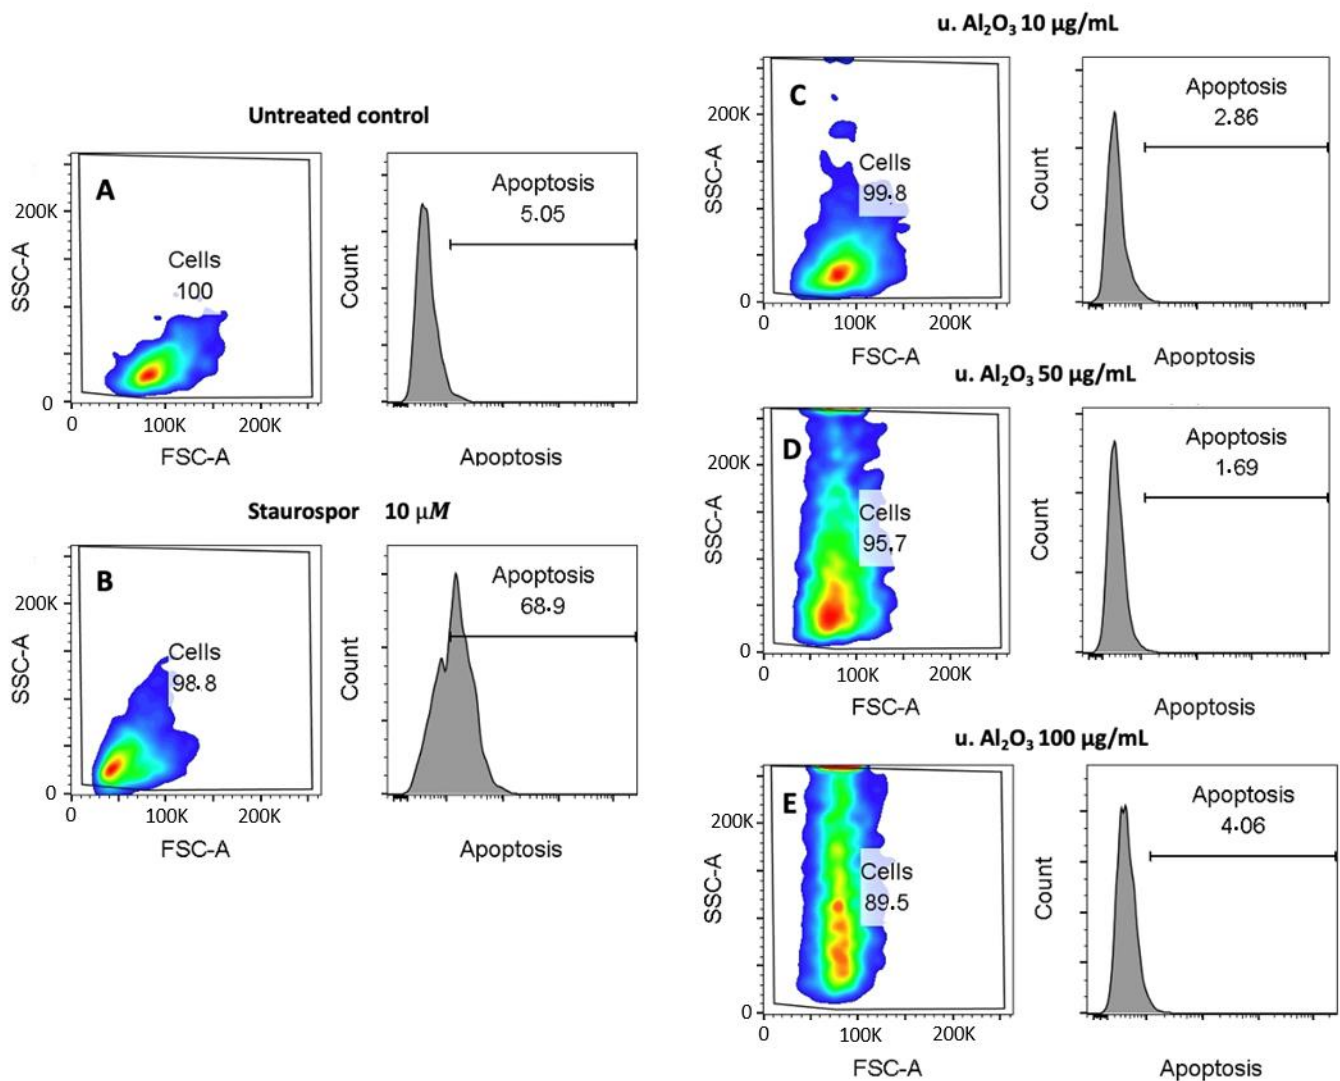 Untreated control
A
Cells
100
200K
0
SSC-A
0 100K 200K
FSC-A
Apoptosis
5.05
Count
Apoptosis
Staurospor 10 μM
B
Cells
98.8
200K
0
SSC-A
0 100K 200K
FSC-A
Apoptosis
68.9
Count
Apoptosis
u. Al₂O₃ 10 μg/mL
C
Cells
99.8
200K
0
SSC-A
0 100K 200K
FSC-A
Apoptosis
2.86
Count
Apoptosis
u. Al₂O₃ 50 μg/mL
D
Cells
95.7
200K
0
SSC-A
0 100K 200K
FSC-A
Apoptosis
1.69
Count
Apoptosis
u. Al₂O₃ 100 μg/mL
E
Cells
89.5
200K
0
SSC-A
0 100K 200K
FSC-A
Apoptosis
4.06
Count
Apoptosis